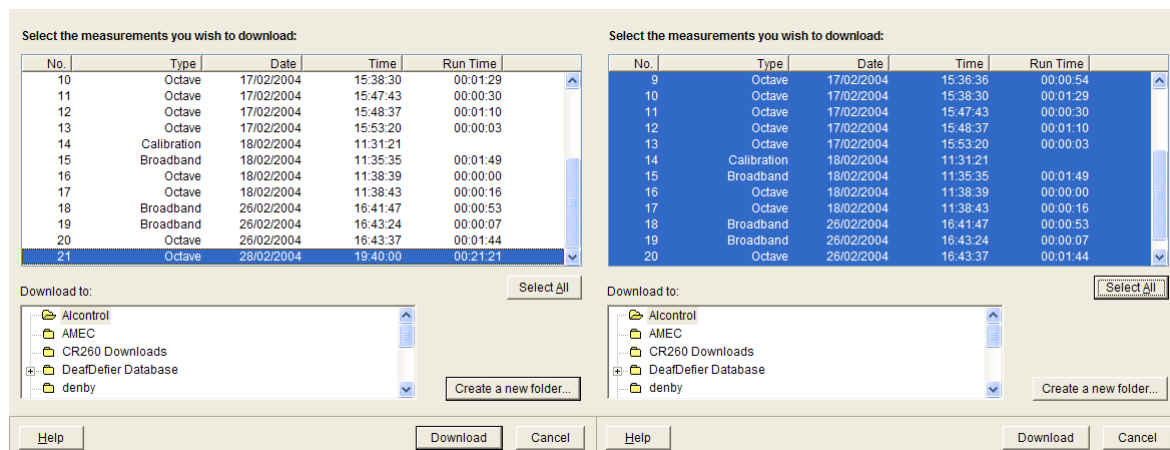 Select the measurements you wish to download:
No. Type Date Time Run Time
10 Octave 17/02/2004 15:38:30 00:01:29
11 Octave 17/02/2004 15:47:43 00:00:30
12 Octave 17/02/2004 15:48:37 00:01:10
13 Octave 17/02/2004 15:53:20 00:00:03
14 Calibration 18/02/2004 11:31:21
15 Broadband 18/02/2004 11:35:35 00:01:49
16 Octave 18/02/2004 11:38:39 00:00:00
17 Octave 18/02/2004 11:38:43 00:00:16
18 Broadband 26/02/2004 16:41:47 00:00:53
19 Broadband 26/02/2004 16:43:24 00:00:07
20 Octave 26/02/2004 16:43:37 00:01:44
21 Octave 28/02/2004 19:40:00 00:21:21
Select All
Download to:
Alcontrol
AMEC
CR260 Downloads
DeafDefier Database
denby
Create a new folder...
Help Download Cancel
Select the measurements you wish to download:
No. Type Date Time Run Time
9 Octave 17/02/2004 15:36:36 00:00:54
10 Octave 17/02/2004 15:38:30 00:01:29
11 Octave 17/02/2004 15:47:43 00:00:30
12 Octave 17/02/2004 15:48:37 00:01:10
13 Octave 17/02/2004 15:53:20 00:00:03
14 Calibration 18/02/2004 11:31:21
15 Broadband 18/02/2004 11:35:35 00:01:49
16 Octave 18/02/2004 11:38:39 00:00:00
17 Octave 18/02/2004 11:38:43 00:00:16
18 Broadband 26/02/2004 16:41:47 00:00:53
19 Broadband 26/02/2004 16:43:24 00:00:07
20 Octave 26/02/2004 16:43:37 00:01:44
Select All
Download to:
Alcontrol
AMEC
CR260 Downloads
DeafDefier Database
denby
Create a new folder...
Help Download Cancel